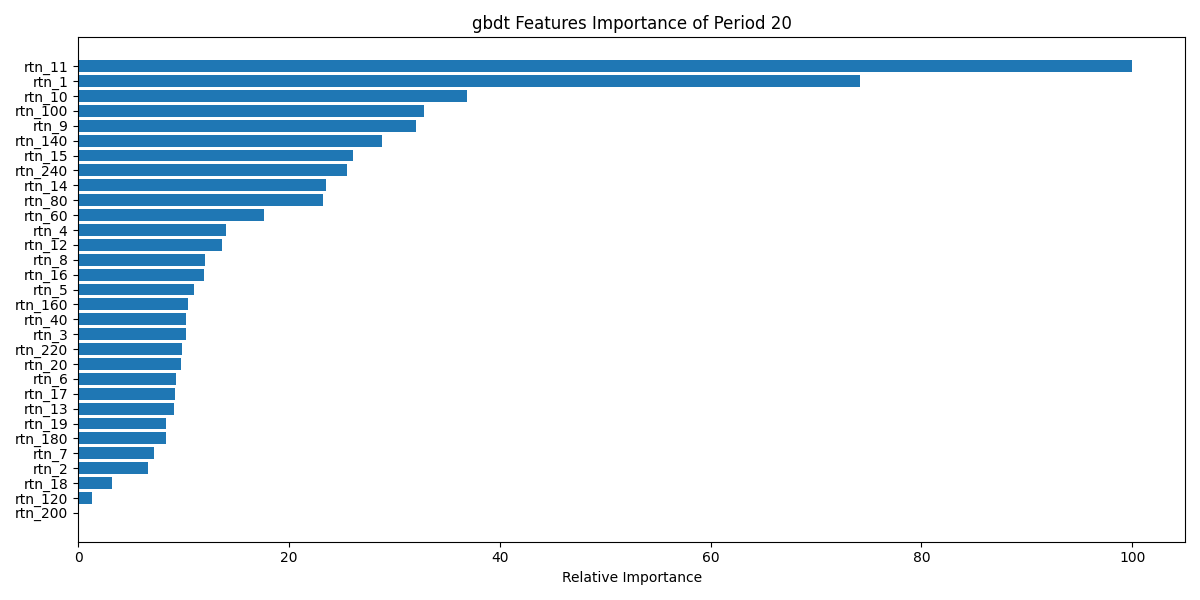 gbdt Features Importance of Period 20
rtn_11
rtn_1
rtn_10
rtn_100
rtn_9
rtn_140
rtn_15
rtn_240
rtn_14
rtn_80
rtn_60
rtn_4
rtn_12
rtn_8
rtn_16
rtn_5
rtn_160
rtn_40
rtn_3
rtn_220
rtn_20
rtn_6
rtn_17
rtn_13
rtn_19
rtn_180
rtn_7
rtn_2
rtn_18
rtn_120
rtn_200
0 20 40 60 80 100
Relative Importance